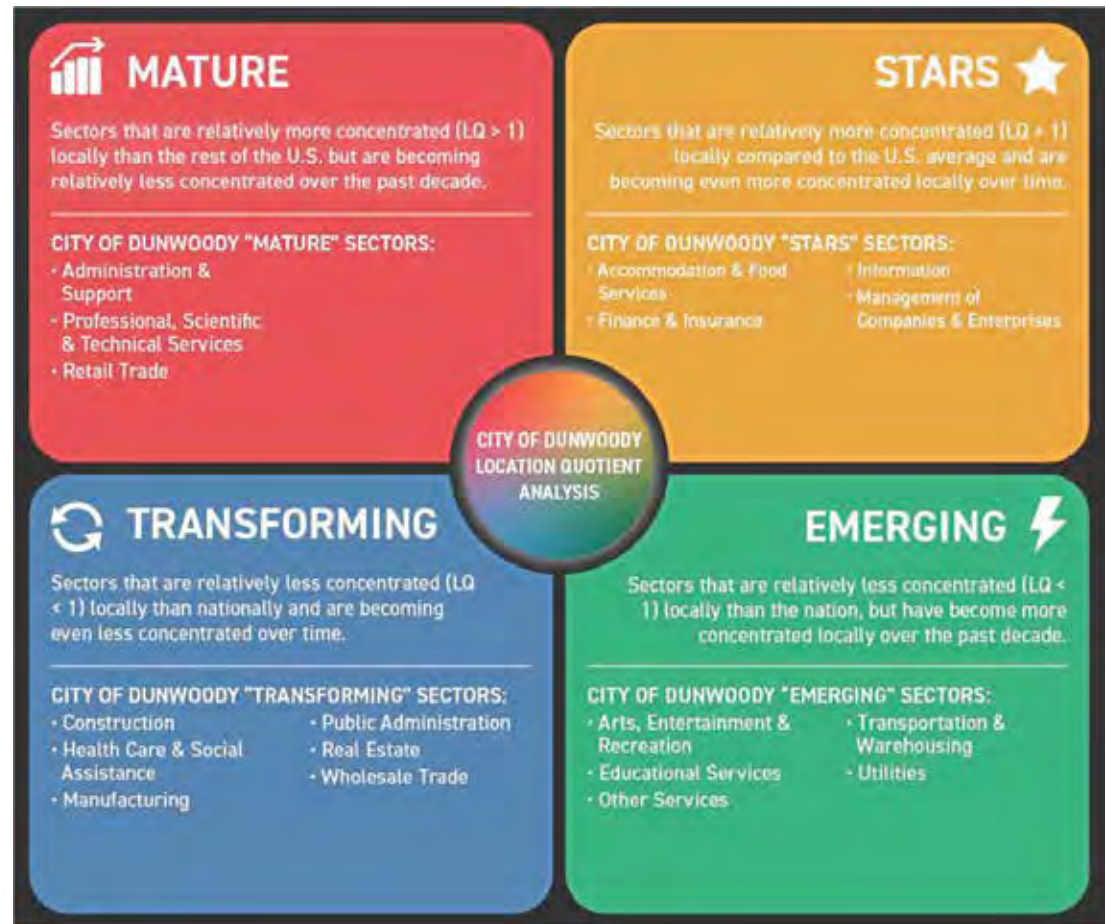 MATURE
Sectors that are relatively more concentrated (LQ > 1)
locally than the rest of the U.S. but are becoming
relatively less concentrated over the past decade.
CITY OF DUNWOODY "MATURE" SECTORS:
· Administration &
Support
· Professional, Scientific
& Technical Services
· Retail Trade
STARS
Sectors that are relatively more concentrated (LQ > 1)
locally compared to the U.S. average and are
becoming even more concentrated locally over time.
CITY OF DUNWOODY "STARS" SECTORS:
· Accommodation & Food
Services
· Finance & Insurance
· Information
· Management of
Companies & Enterprises
CITY OF DUNWOODY
LOCATION QUOTIENT
ANALYSIS
TRANSFORMING
Sectors that are relatively less concentrated (LQ
< 1) locally than nationally and are becoming
even less concentrated over time.
CITY OF DUNWOODY "TRANSFORMING" SECTORS:
· Construction
· Health Care & Social
Assistance
· Manufacturing
· Public Administration
· Real Estate
· Wholesale Trade
EMERGING
Sectors that are relatively less concentrated (LQ <
1) locally than the nation, but have become more
concentrated locally over the past decade.
CITY OF DUNWOODY "EMERGING" SECTORS:
· Arts, Entertainment &
Recreation
· Educational Services
· Other Services
· Transportation &
Warehousing
· Utilities